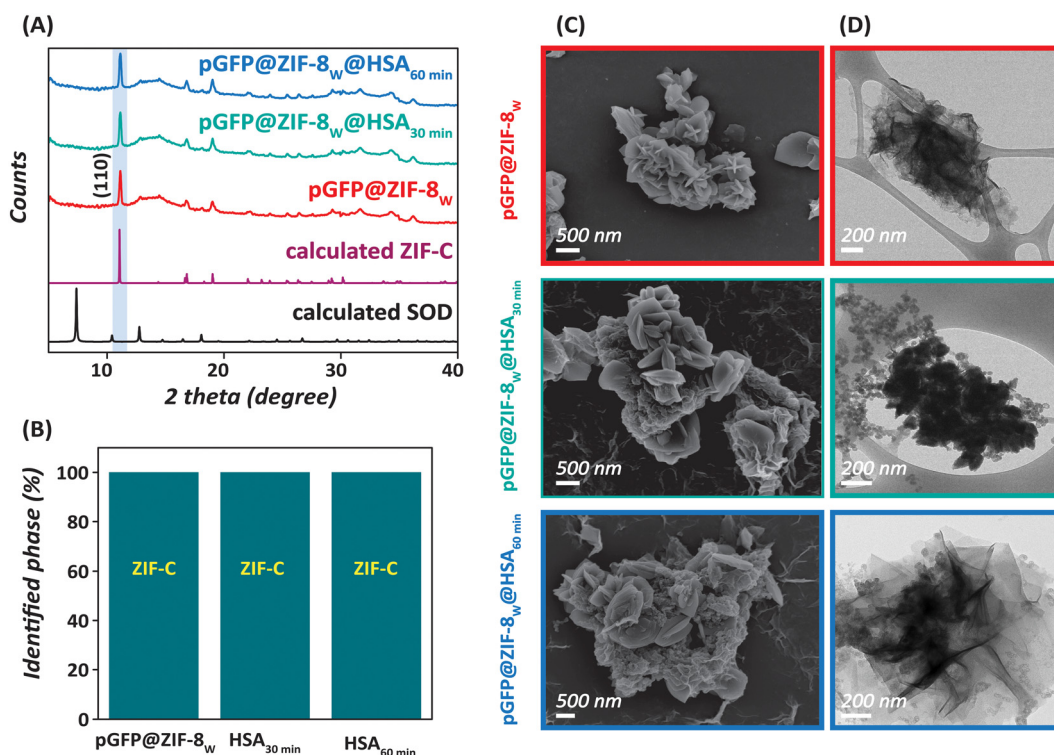 (A)
Counts
(110)
pGFP@ZIF-8W@HSA60 min
pGFP@ZIF-8W@HSA30 min
pGFP@ZIF-8W
calculated ZIF-C
calculated SOD
10
20
30
40
2 theta (degree)
(B)
Identified phase (%)
100
80
60
40
20
0
ZIF-C
ZIF-C
ZIF-C
pGFP@ZIF-8W
HSA30 min
HSA60 min
(C)
(D)
pGFP@ZIF-8W
500 nm
200 nm
pGFP@ZIF-8W@HSA30 min
500 nm
200 nm
pGFP@ZIF-8W@HSA60 min
500 nm
200 nm